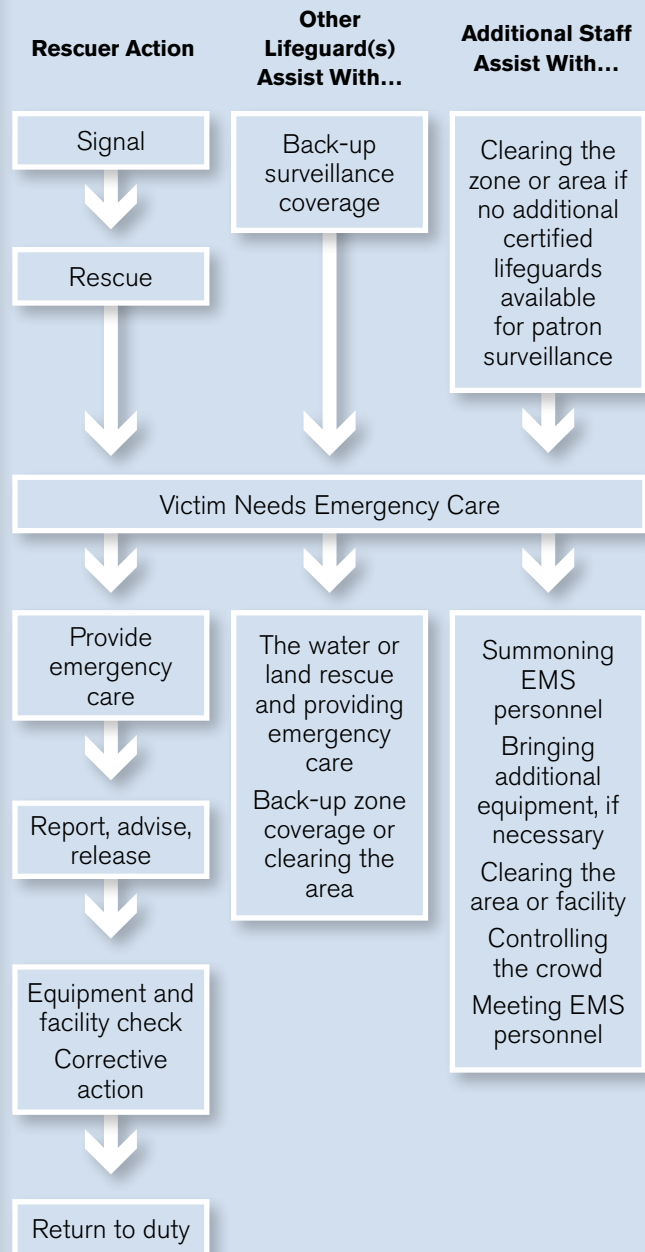 Rescuer Action
Other
Lifeguard(s)
Assist With...
Additional Staff
Assist With...
Signal
Rescue
Back-up
surveillance
coverage
Clearing the
zone or area if
no additional
certified
lifeguards
available
for patron
surveillance
Victim Needs Emergency Care
Provide
emergency
care
Report, advise,
release
Equipment and
facility check
Corrective
action
Return to duty
The water or
land rescue
and providing
emergency
care
Back-up zone
coverage or
clearing the
area
Summoning
EMS
personnel
Bringing
additional
equipment, if
necessary
Clearing the
area or facility
Controlling
the crowd
Meeting EMS
personnel